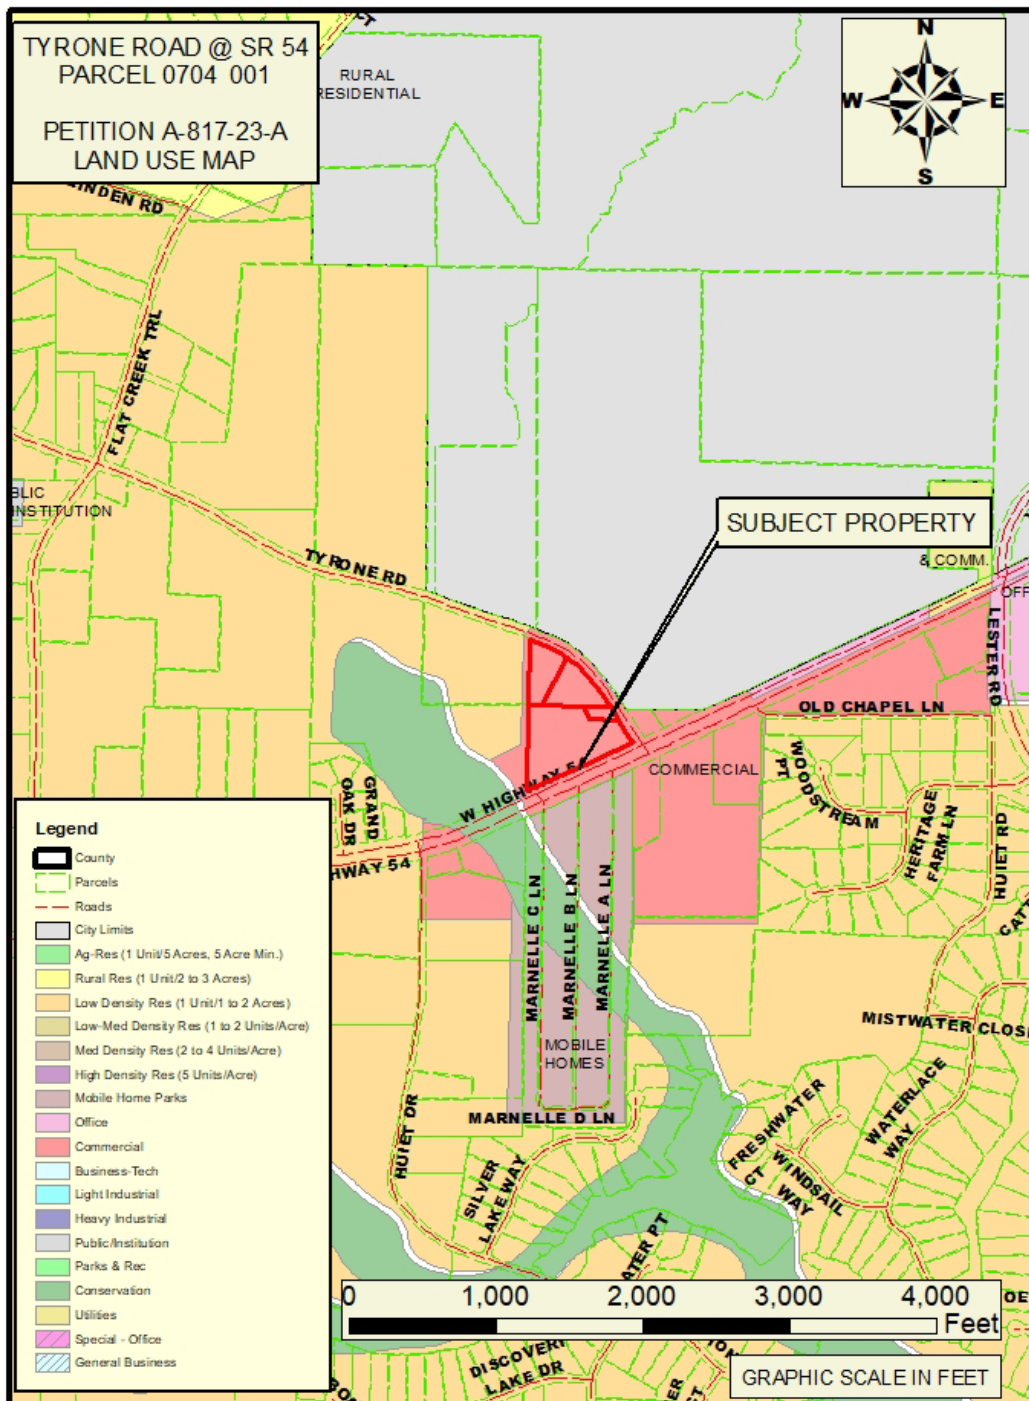 TYRONE ROAD @ SR 54
PARCEL 0704 001
PETITION A-817-23-A
LAND USE MAP
N
W E
S
RURAL
RESIDENTIAL
CT
LINDEN RD
FLAT CREEK TRL
BLIC
INSTITUTION
TYRONE RD
SUBJECT PROPERTY
& COMM.
OFF
LESTER RD
OLD CHAPEL LN
COMMERCIAL
W HIGHWAY 54
HWAY 54
GRAND
OAK DR
WOODSTREAM
PT
HERITAGE
FARM LN
HUIET RD
CATT
MARNELLE C LN
MARNELLE B LN
MARNELLE A LN
MOBILE
HOMES
MARNELLE D LN
MISTWATER CLOSE
HUIET DR
SILVER
LAKE WAY
FRESHWATER
CT
WINDSAIL
WAY
WATERLACE
WAY
ATER PT
DISCOVER
LAKE DR
Legend
County
Parcels
Roads
City Limits
Ag-Res (1 Unit/5 Acres, 5 Acre Min.)
Rural Res (1 Unit/2 to 3 Acres)
Low Density Res (1 Unit/1 to 2 Acres)
Low-Med Density Res (1 to 2 Units/Acre)
Med Density Res (2 to 4 Units/Acre)
High Density Res (5 Units/Acre)
Mobile Home Parks
Office
Commercial
Business-Tech
Light Industrial
Heavy Industrial
Public/Institution
Parks & Rec
Conservation
Utilities
Special - Office
General Business
0 1,000 2,000 3,000 4,000
Feet
GRAPHIC SCALE IN FEET